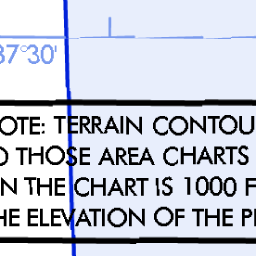 37°30'
OTE: TERRAIN CONTOU
O THOSE AREA CHARTS
N THE CHART IS 1000 F
HE ELEVATION OF THE P